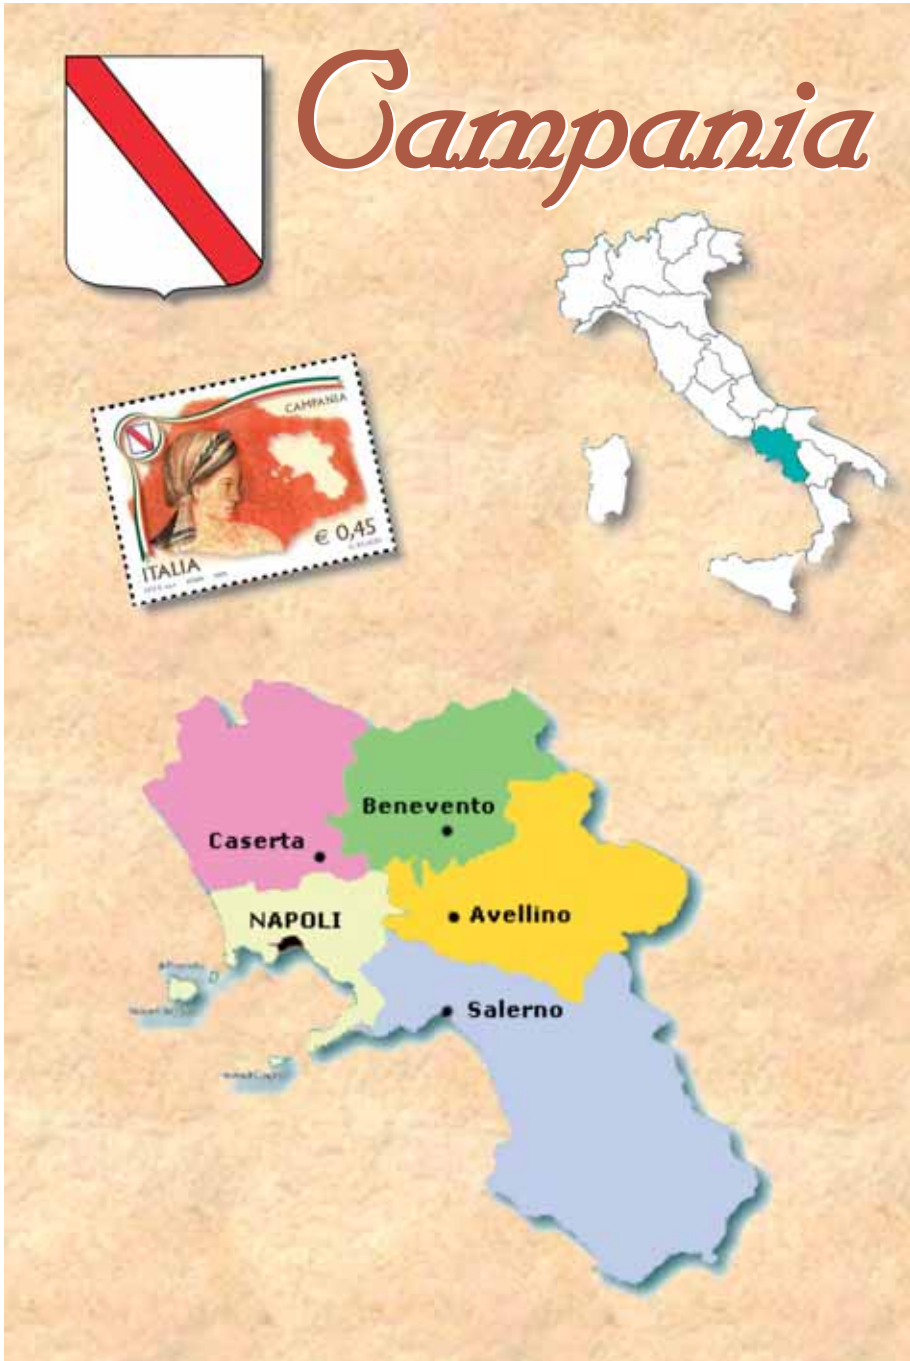 Campania
CAMPANIA
€ 0,45
ITALIA
Benevento
Caserta
NAPOLI
Avellino
Salerno